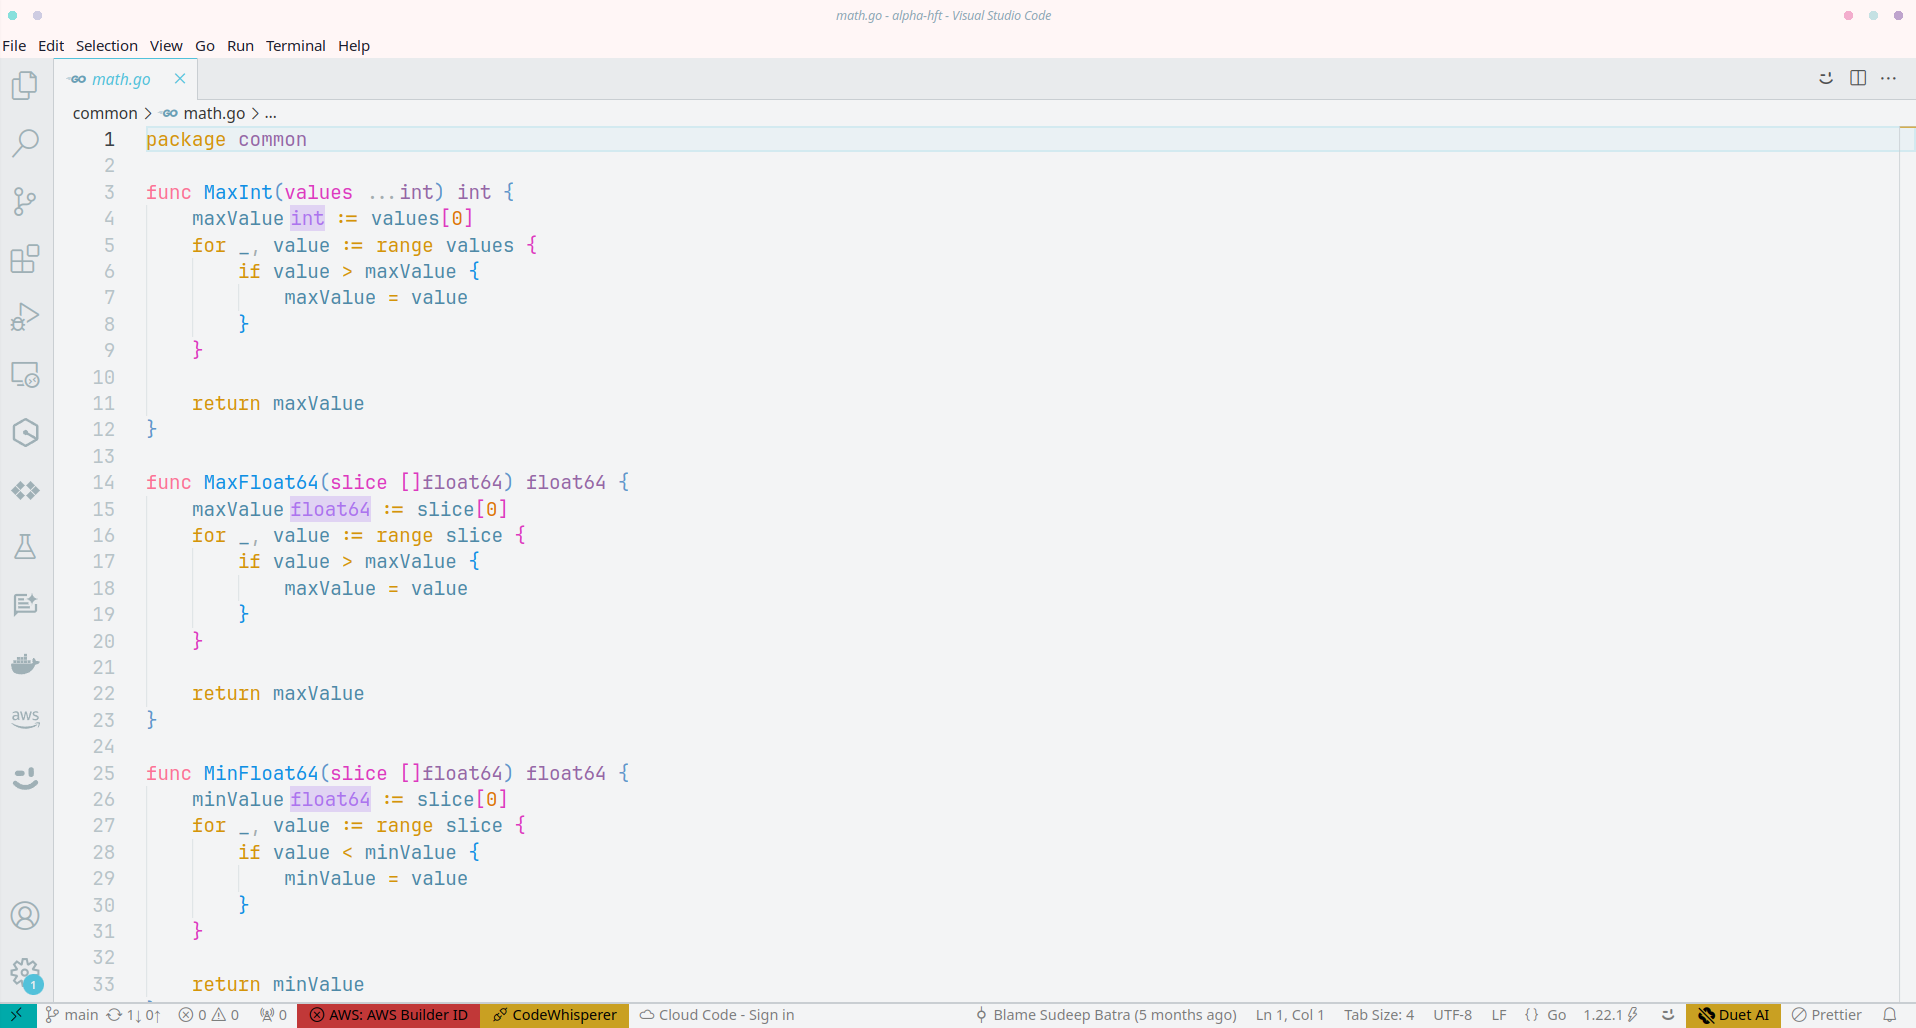 math.go - alpha-hft - Visual Studio Code
File Edit Selection View Go Run Terminal Help
GO math.go
common > GO math.go > ...
1 package common
2
3 func MaxInt(values ...int) int {
4     maxValue int := values[0]
5     for _, value := range values {
6         if value > maxValue {
7             maxValue = value
8         }
9     }
10
11     return maxValue
12 }
13
14 func MaxFloat64(slice []float64) float64 {
15     maxValue float64 := slice[0]
16     for _, value := range slice {
17         if value > maxValue {
18             maxValue = value
19         }
20     }
21
22     return maxValue
23 }
24
25 func MinFloat64(slice []float64) float64 {
26     minValue float64 := slice[0]
27     for _, value := range slice {
28         if value < minValue {
29             minValue = value
30         }
31     }
32
33     return minValue
aws
1
main 1↓ 0↑ 0 0 0 AWS: AWS Builder ID CodeWhisperer Cloud Code - Sign in Blame Sudeep Batra (5 months ago) Ln 1, Col 1 Tab Size: 4 UTF-8 LF {} Go 1.22.1 Duet AI Prettier